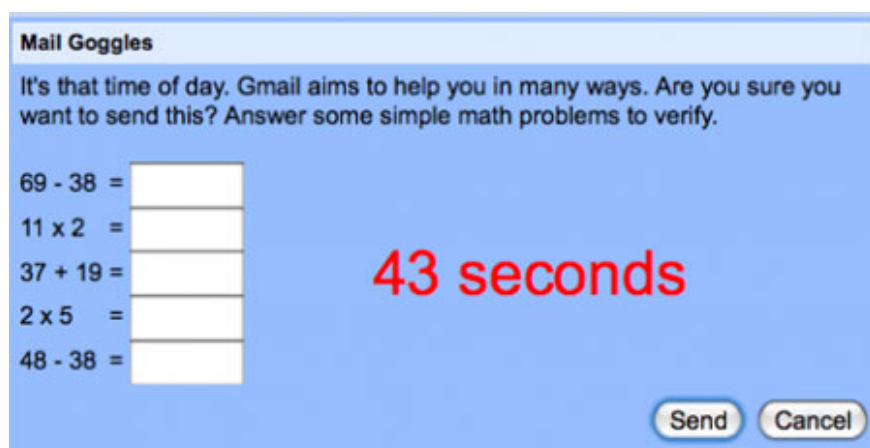 Mail Goggles
It's that time of day. Gmail aims to help you in many ways. Are you sure you
want to send this? Answer some simple math problems to verify.
69 - 38 =
11 x 2 =
37 + 19 =
43 seconds
2 x 5 =
48 - 38 =
Send Cancel